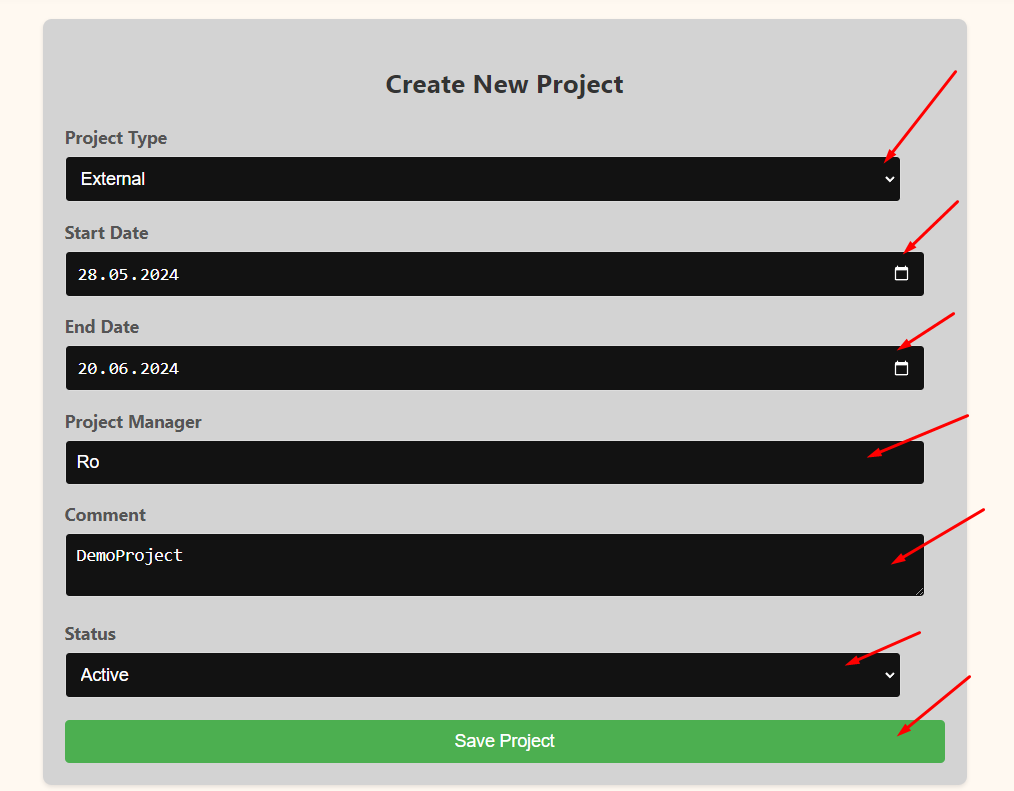 Create New Project
Project Type
External
Start Date
28.05.2024
End Date
20.06.2024
Project Manager
Ro
Comment
DemoProject
Status
Active
Save Project